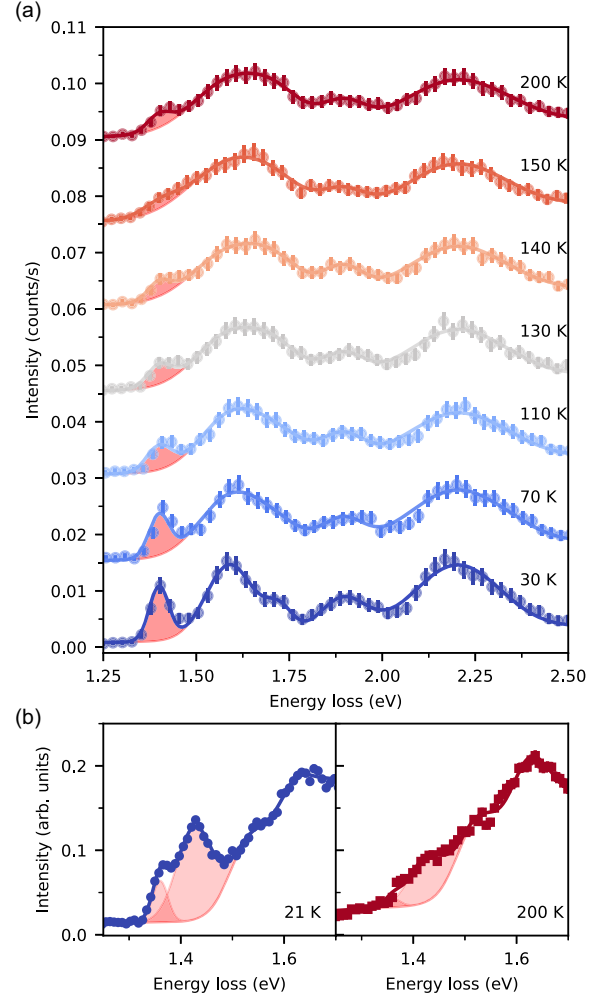 (a)
0.11
0.10
0.09
0.08
0.07
0.06
0.05
0.04
0.03
0.02
0.01
0.00
Intensity (counts/s)
200 K
150 K
140 K
130 K
110 K
70 K
30 K
1.25 1.50 1.75 2.00 2.25 2.50
Energy loss (eV)
(b)
0,2
0.1
0.0
Intensity (arb. units)
21 K
200 K
1.4 1.6 1.4 1.6
Energy loss (eV) Energy loss (eV)